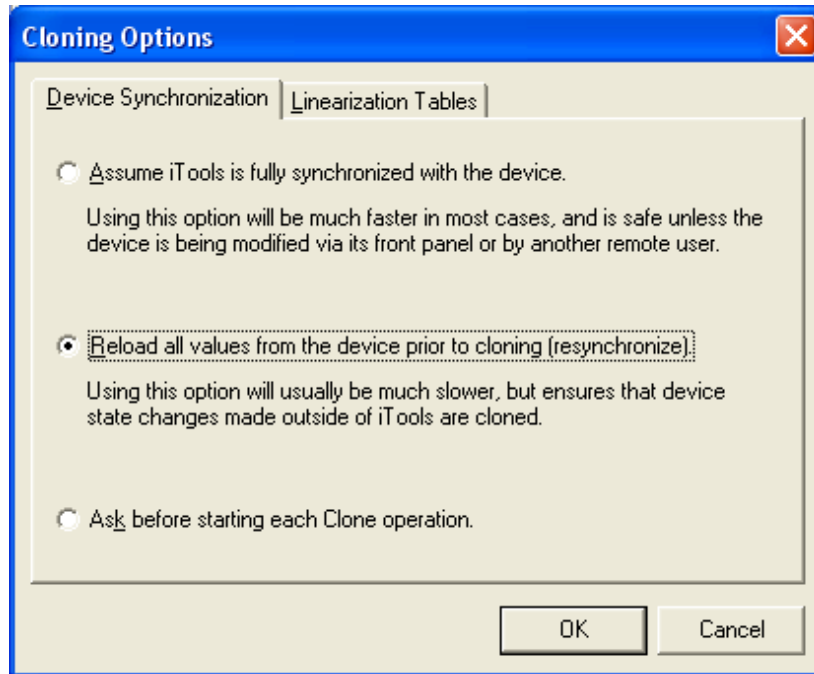 Cloning Options
Device Synchronization
Linearization Tables
Assume iTools is fully synchronized with the device.
Using this option will be much faster in most cases, and is safe unless the
device is being modified via its front panel or by another remote user.
Reload all values from the device prior to cloning (resynchronize).
Using this option will usually be much slower, but ensures that device
state changes made outside of iTools are cloned.
Ask before starting each Clone operation.
OK
Cancel